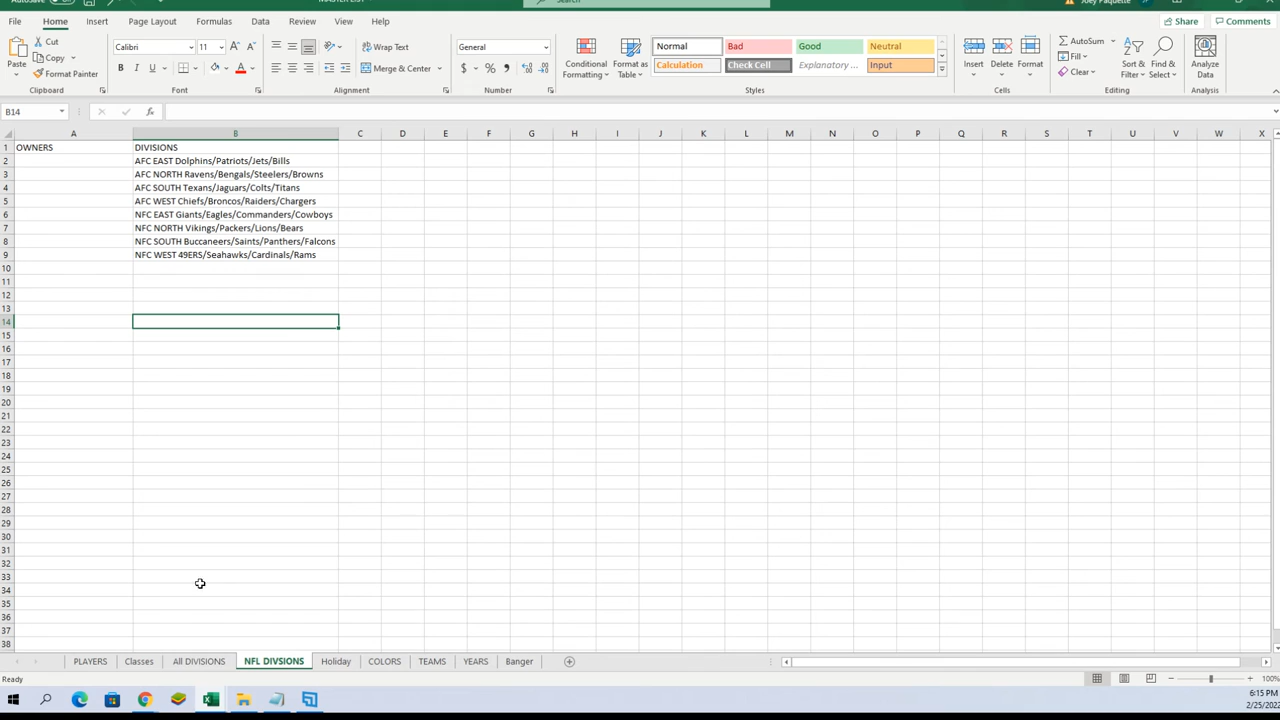 Search
Joey Paquette
File Home Insert Page Layout Formulas Data Review View Help Share Comments
Paste Cut Copy Format Painter Clipboard
Calibri 11 Font
Wrap Text Merge & Center Alignment
General Number
Conditional Formatting Format as Table
Normal Bad Good Neutral
Calculation Check Cell Explanatory ... Input
Styles
Insert Delete Format Cells
AutoSum Fill Clear Sort & Filter Find & Select Editing
Analyze Data Analysis
B14
A B C D E F G H I J K L M N O P Q R S T U V W X
1 OWNERS DIVISIONS
2 AFC EAST Dolphins/Patriots/Jets/Bills
3 AFC NORTH Ravens/Bengals/Steelers/Browns
4 AFC SOUTH Texans/Jaguars/Colts/Titans
5 AFC WEST Chiefs/Broncos/Raiders/Chargers
6 NFC EAST Giants/Eagles/Commanders/Cowboys
7 NFC NORTH Vikings/Packers/Lions/Bears
8 NFC SOUTH Buccaneers/Saints/Panthers/Falcons
9 NFC WEST 49ERS/Seahawks/Cardinals/Rams
10
11
12
13
14
15
16
17
18
19
20
21
22
23
24
25
26
27
28
29
30
31
32
33
34
35
36
37
38
PLAYERS Classes All DIVISIONS NFL DIVSIONS Holiday COLORS TEAMS YEARS Banger
Ready 100%
6:15 PM